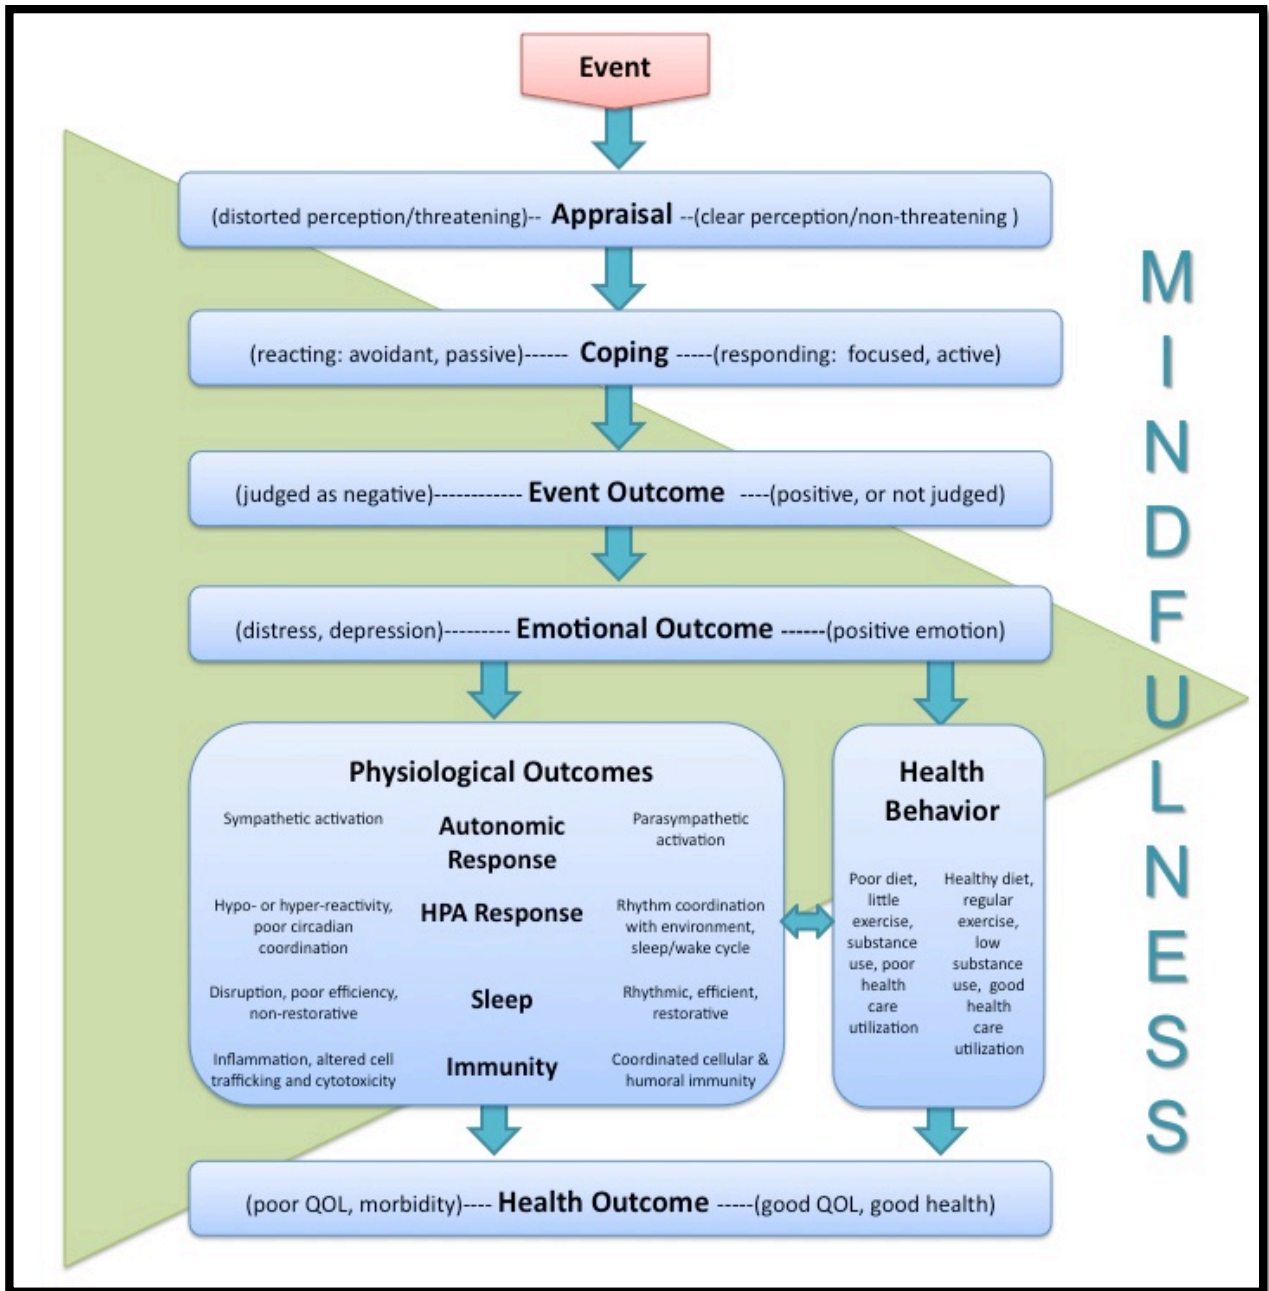 Event
(distorted perception/threatening)-- Appraisal --(clear perception/non-threatening )
(reacting: avoidant, passive)------ Coping -----(responding:  focused, active)
(judged as negative)------------ Event Outcome ----(positive, or not judged)
(distress, depression)--------- Emotional Outcome ------(positive emotion)
Physiological Outcomes
Sympathetic activation
Autonomic
Response
Parasympathetic
activation
Hypo- or hyper-reactivity,
poor circadian
coordination
HPA Response
Rhythm coordination
with environment,
sleep/wake cycle
Disruption, poor efficiency,
non-restorative
Sleep
Rhythmic, efficient,
restorative
Inflammation, altered cell
trafficking and cytotoxicity
Immunity
Coordinated cellular &
humoral immunity
Health
Behavior
Poor diet,
little
exercise,
substance
use, poor
health
care
utilization
Healthy diet,
regular
exercise,
low
substance
use,  good
health
care
utilization
(poor QOL, morbidity)---- Health Outcome -----(good QOL, good health)
M
I
N
D
F
U
L
N
E
S
S